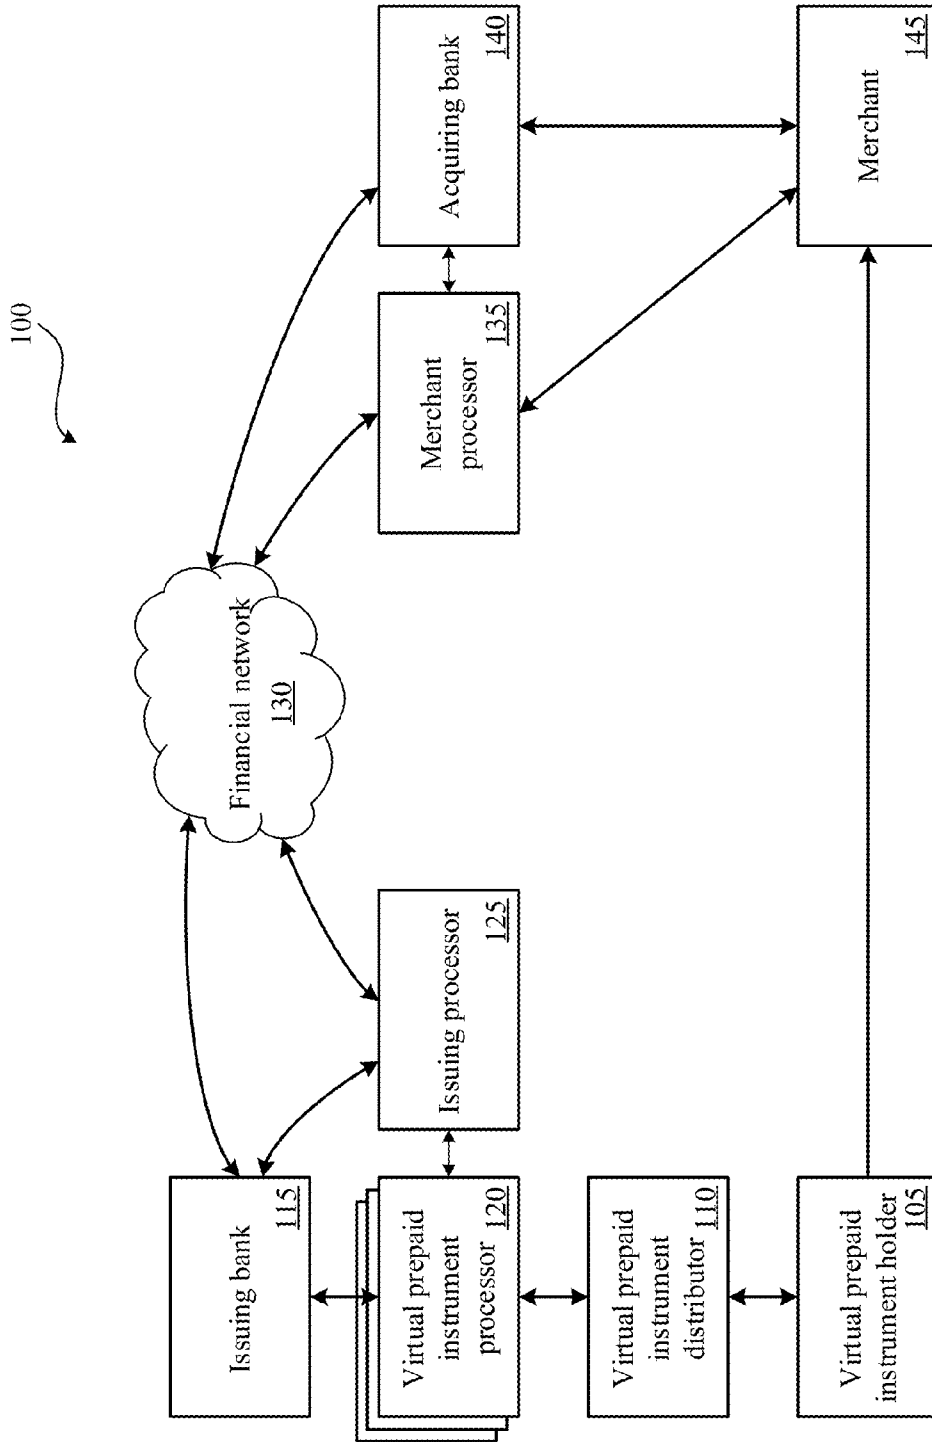 100
Issuing bank
115
Financial network
130
Virtual prepaid
instrument
processor
120
Issuing processor
125
Merchant
processor
135
Acquiring bank
140
Virtual prepaid
instrument
distributor
110
Virtual prepaid
instrument holder
105
Merchant
145